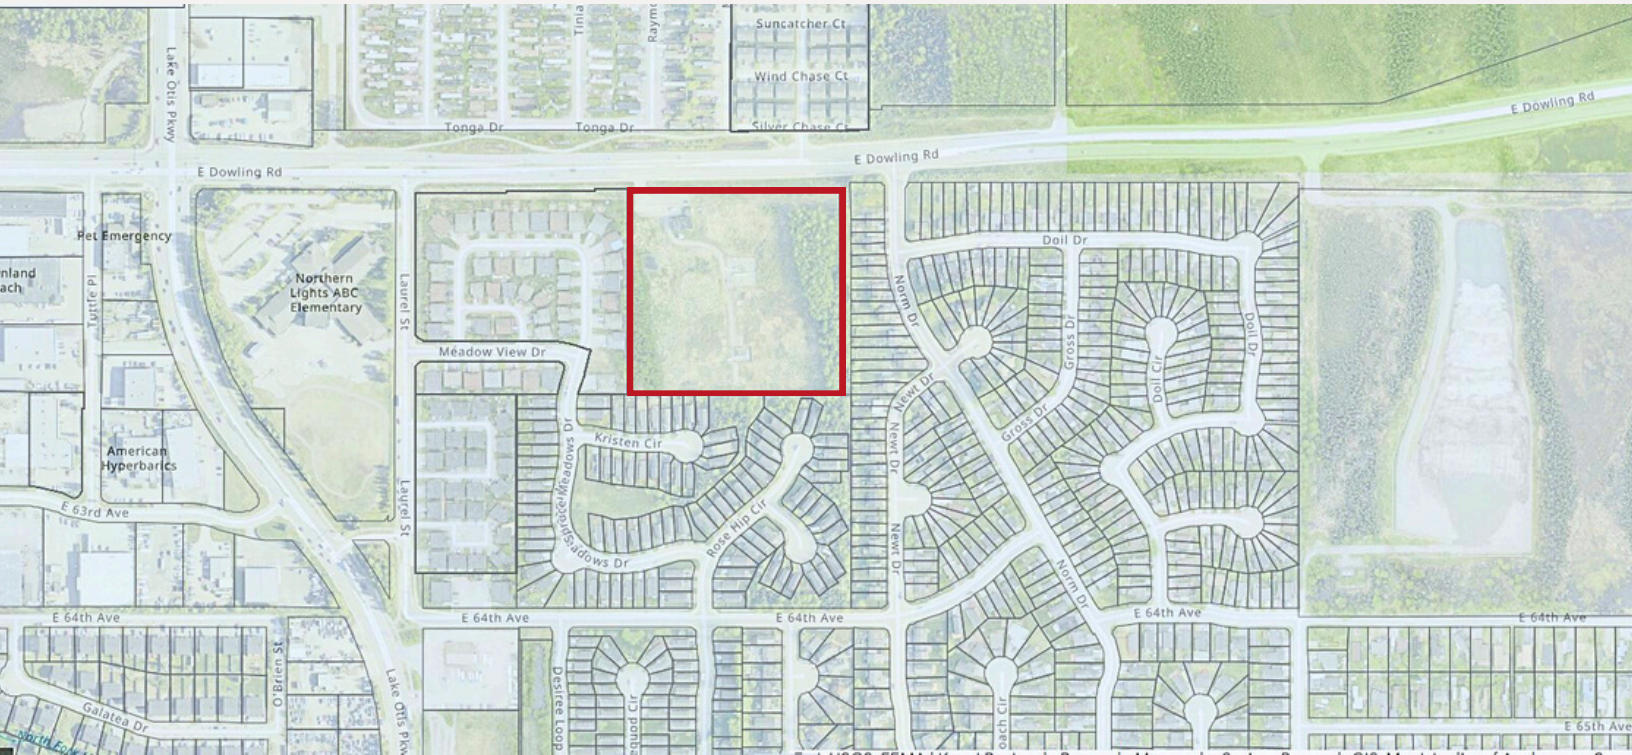 Suncatcher Ct
Wind Chase Ct
Silver Chase Ct
Tonga Dr
Tonga Dr
Lake Otis Pkwy
E Dowling Rd
E Dowling Rd
E Dowling Rd
Pet Emergency
Northern
Lights ABC
Elementary
Tuttle Pl
Laurel St
Meadow View Dr
Doil Dr
Norm Dr
Gross Dr
Doil Dr
Doil Cir
Newt Dr
Gross Dr
Kristen Cir
Newt Dr
American
Hyperbarics
Laurel St
E 63rd Ave
Rose Hip Cir
Newt Dr
Norm Dr
E 64th Ave
E 64th Ave
E 64th Ave
E 64th Ave
E 64th Ave
O'Brien St
Galatea Dr
Lake Otis Pkw
Desiree Loop
E 65th Ave